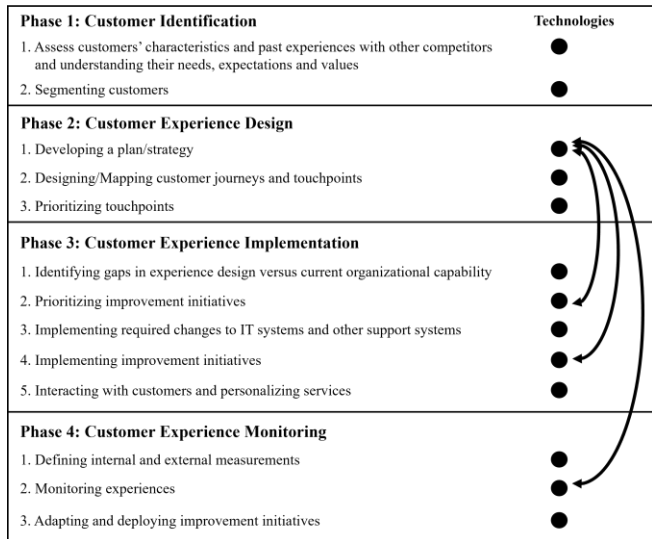 Phase 1: Customer Identification
Technologies
1. Assess customers’ characteristics and past experiences with other competitors
and understanding their needs, expectations and values
2. Segmenting customers
Phase 2: Customer Experience Design
1. Developing a plan/strategy
2. Designing/Mapping customer journeys and touchpoints
3. Prioritizing touchpoints
Phase 3: Customer Experience Implementation
1. Identifying gaps in experience design versus current organizational capability
2. Prioritizing improvement initiatives
3. Implementing required changes to IT systems and other support systems
4. Implementing improvement initiatives
5. Interacting with customers and personalizing services
Phase 4: Customer Experience Monitoring
1. Defining internal and external measurements
2. Monitoring experiences
3. Adapting and deploying improvement initiatives